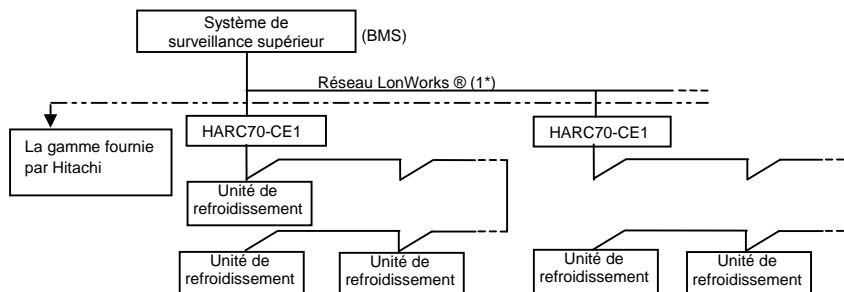 Système de
surveillance supérieur
(BMS)
Réseau LonWorks ® (1*)
La gamme fournie
par Hitachi
HARC70-CE1
HARC70-CE1
Unité de
refroidissement
Unité de
refroidissement
Unité de
refroidissement
Unité de
refroidissement
Unité de
refroidissement